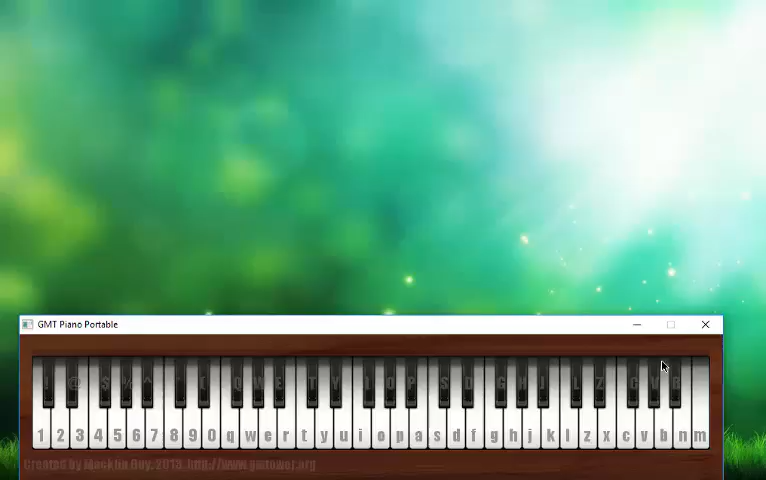 GMT Piano Portable
! @ $ % ^ * ( Q W E T Y I O P S D G H J L Z C V B
1 2 3 4 5 6 7 8 9 0 q w e r t y u i o p a s d f g h j k l z x c v b n m
Created by Macklin Guy, 2013. http://www.gmtower.org